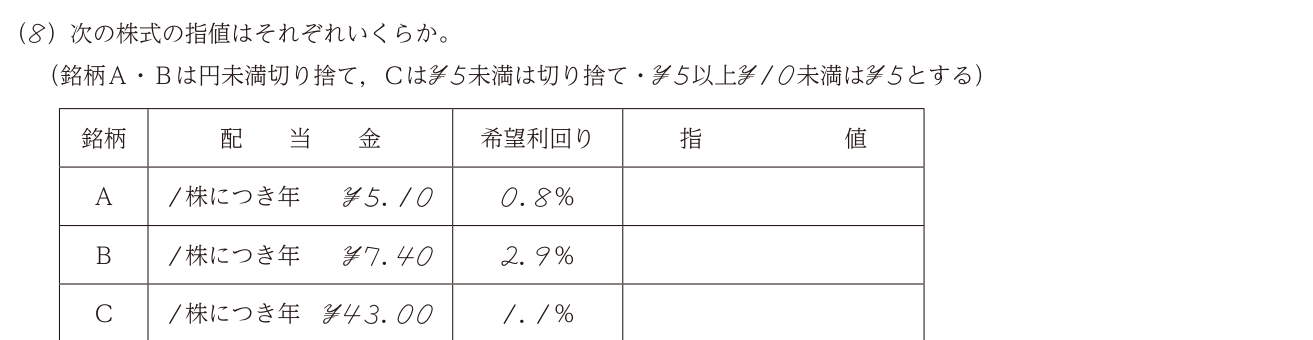 （8）次の株式の指値はそれぞれいくらか。
（銘柄Ａ・Ｂは円未満切り捨て，Ｃは¥5未満は切り捨て・¥5以上¥10未満は¥5とする）
銘柄 配当金 希望利回り 指値
Ａ 1株につき年 ¥5.10 0.8％
Ｂ 1株につき年 ¥7.40 2.9％
Ｃ 1株につき年 ¥43.00 1.1％